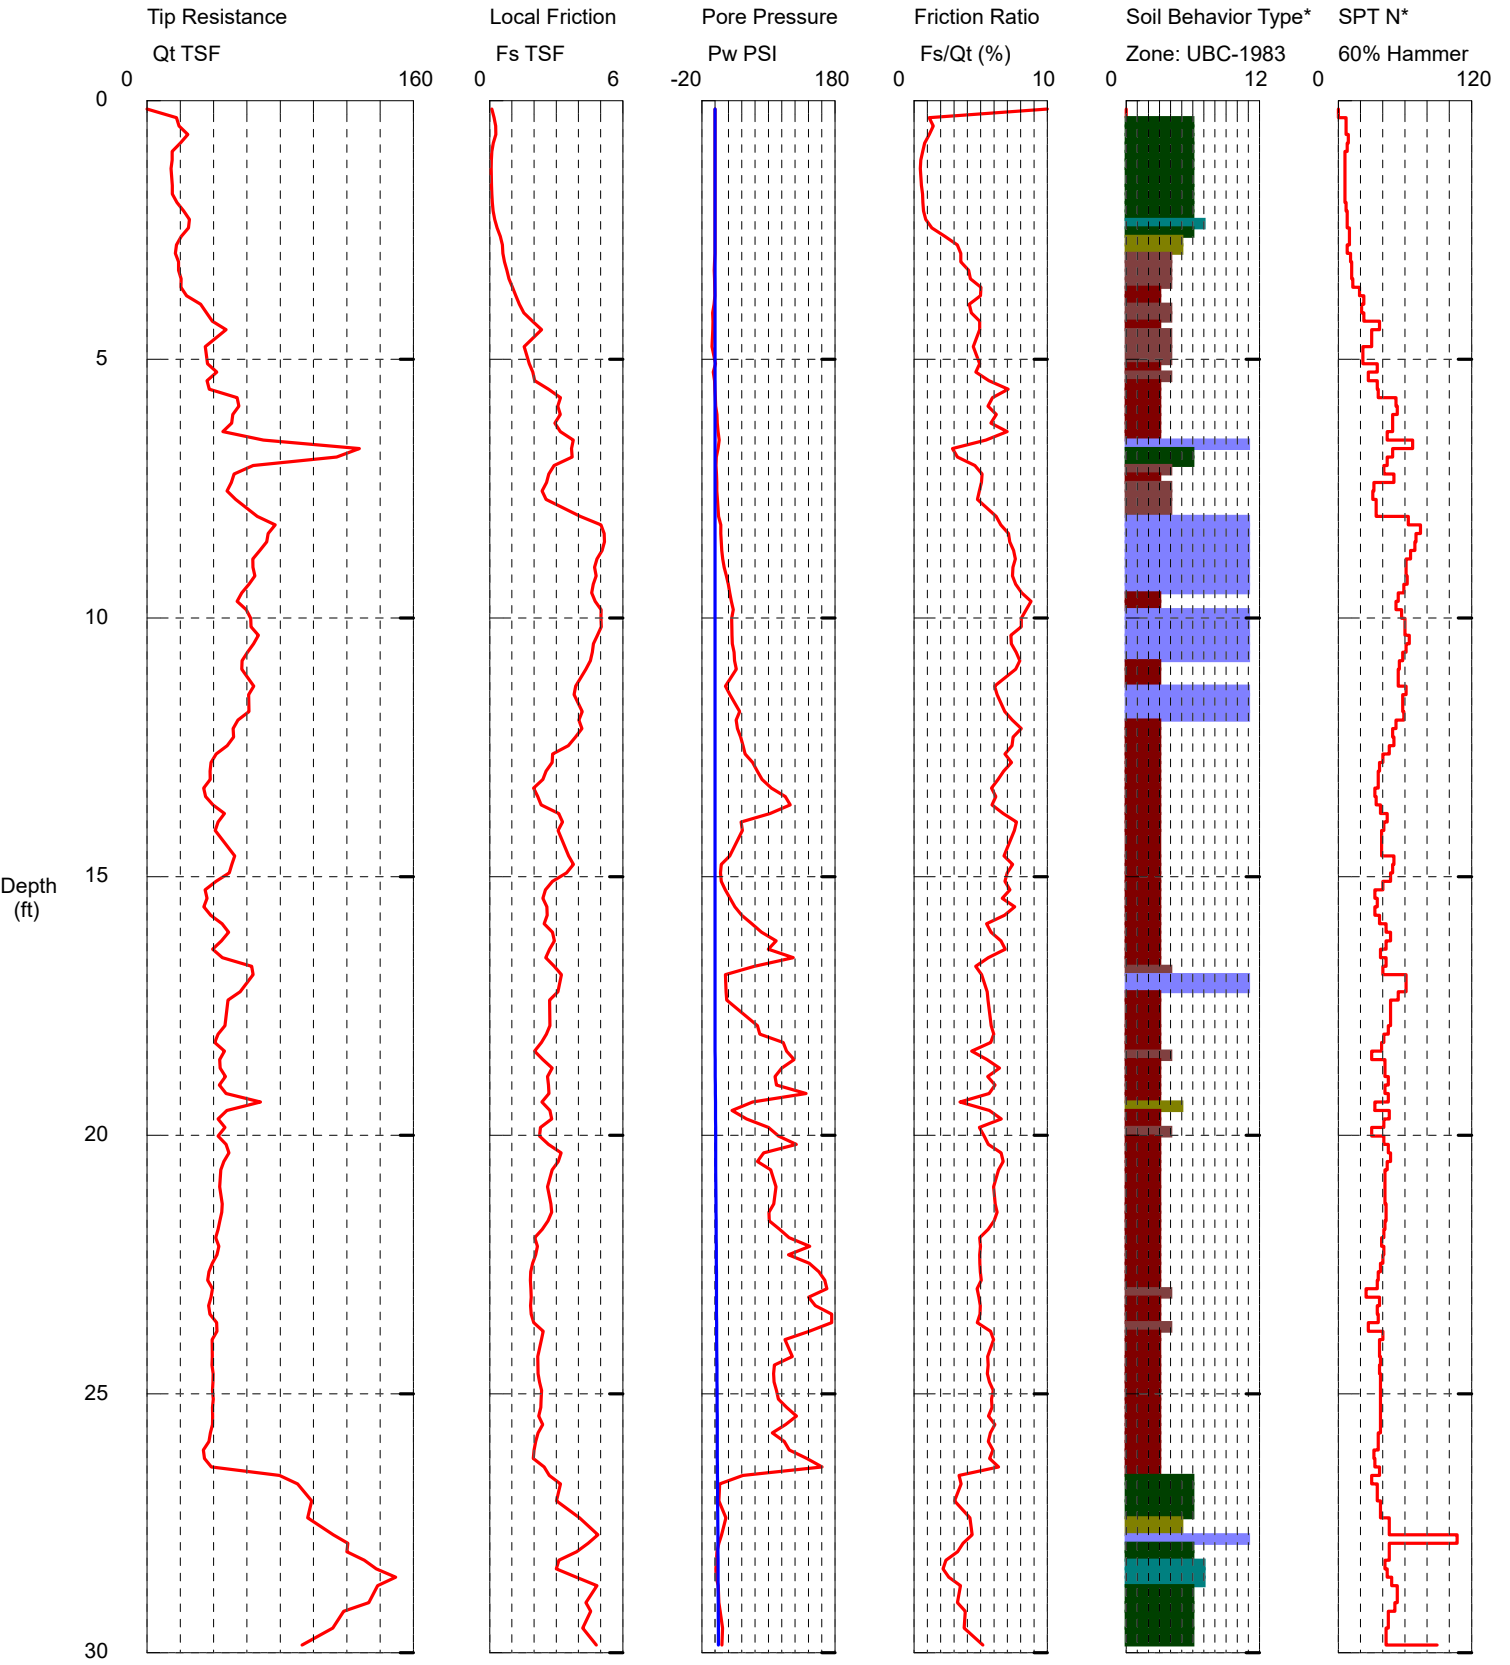 Tip Resistance Local Friction Pore Pressure Friction Ratio Soil Behavior Type* SPT N*
Qt TSF Fs TSF Pw PSI Fs/Qt (%) Zone: UBC-1983 60% Hammer
0 160 0 6 -20 180 0 10 0 12 0 120
0
5
10
15
Depth
(ft)
20
25
30